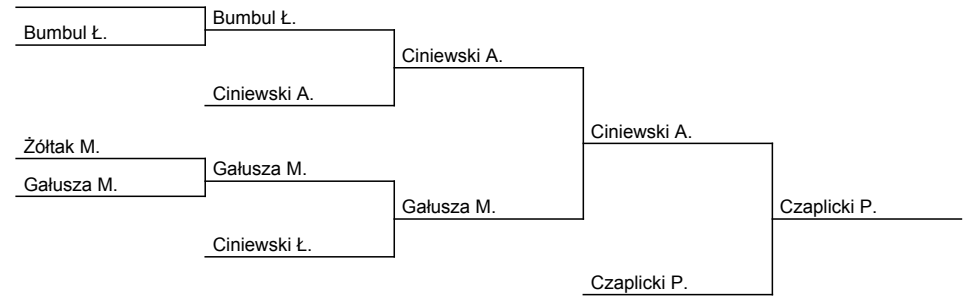 Bumbul Ł.
Bumbul Ł.
Ciniewski A.
Ciniewski A.
Żółtak M.
Gałusza M.
Gałusza M.
Ciniewski Ł.
Gałusza M.
Ciniewski A.
Czaplicki P.
Czaplicki P.